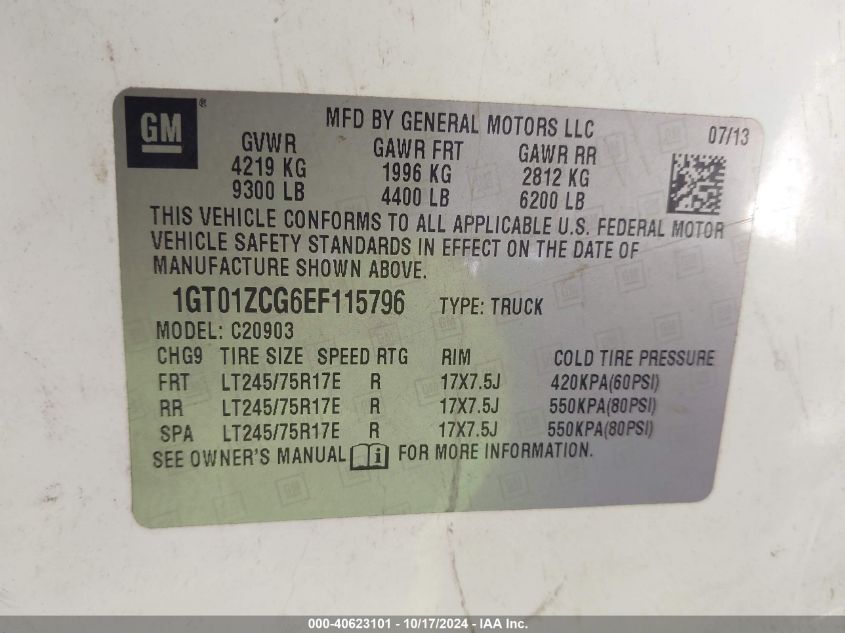 GM®
MFD BY GENERAL MOTORS LLC 07/13
GVWR GAWR FRT GAWR RR
4219 KG 1996 KG 2812 KG
9300 LB 4400 LB 6200 LB
THIS VEHICLE CONFORMS TO ALL APPLICABLE U.S. FEDERAL MOTOR
VEHICLE SAFETY STANDARDS IN EFFECT ON THE DATE OF
MANUFACTURE SHOWN ABOVE.
1GT01ZCG6EF115796 TYPE: TRUCK
MODEL: C20903
CHG9 TIRE SIZE SPEED RTG RIM COLD TIRE PRESSURE
FRT LT245/75R17E R 17X7.5J 420KPA(60PSI)
RR LT245/75R17E R 17X7.5J 550KPA(80PSI)
SPA LT245/75R17E R 17X7.5J 550KPA(80PSI)
SEE OWNER'S MANUAL i FOR MORE INFORMATION.
000-40623101 - 10/17/2024 - IAA Inc.